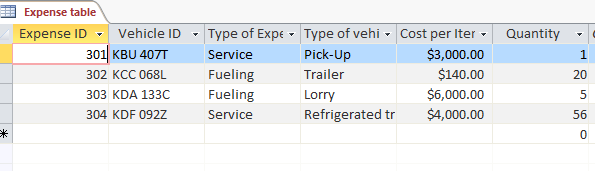 Expense table
Expense ID Vehicle ID Type of Expe Type of vehi Cost per Iter Quantity
301 KBU 407T Service Pick-Up $3,000.00 1
302 KCC 068L Fueling Trailer $140.00 20
303 KDA 133C Fueling Lorry $6,000.00 5
304 KDF 092Z Service Refrigerated tr $4,000.00 56
* 0